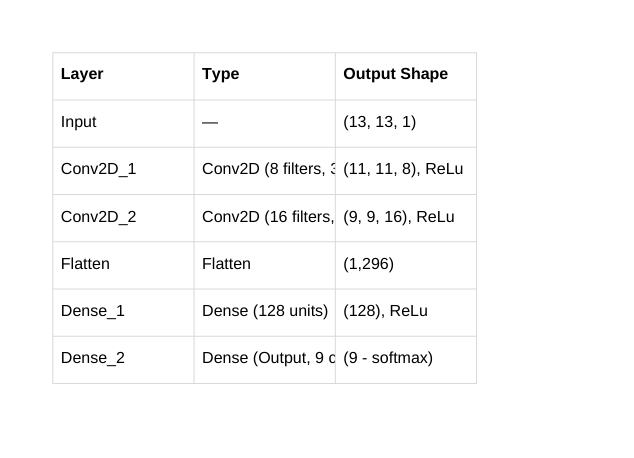 Layer Type Output Shape
Input — (13, 13, 1)
Conv2D_1 Conv2D (8 filters, (11, 11, 8), ReLu
Conv2D_2 Conv2D (16 filters, (9, 9, 16), ReLu
Flatten Flatten (1,296)
Dense_1 Dense (128 units) (128), ReLu
Dense_2 Dense (Output, 9 (9 - softmax)